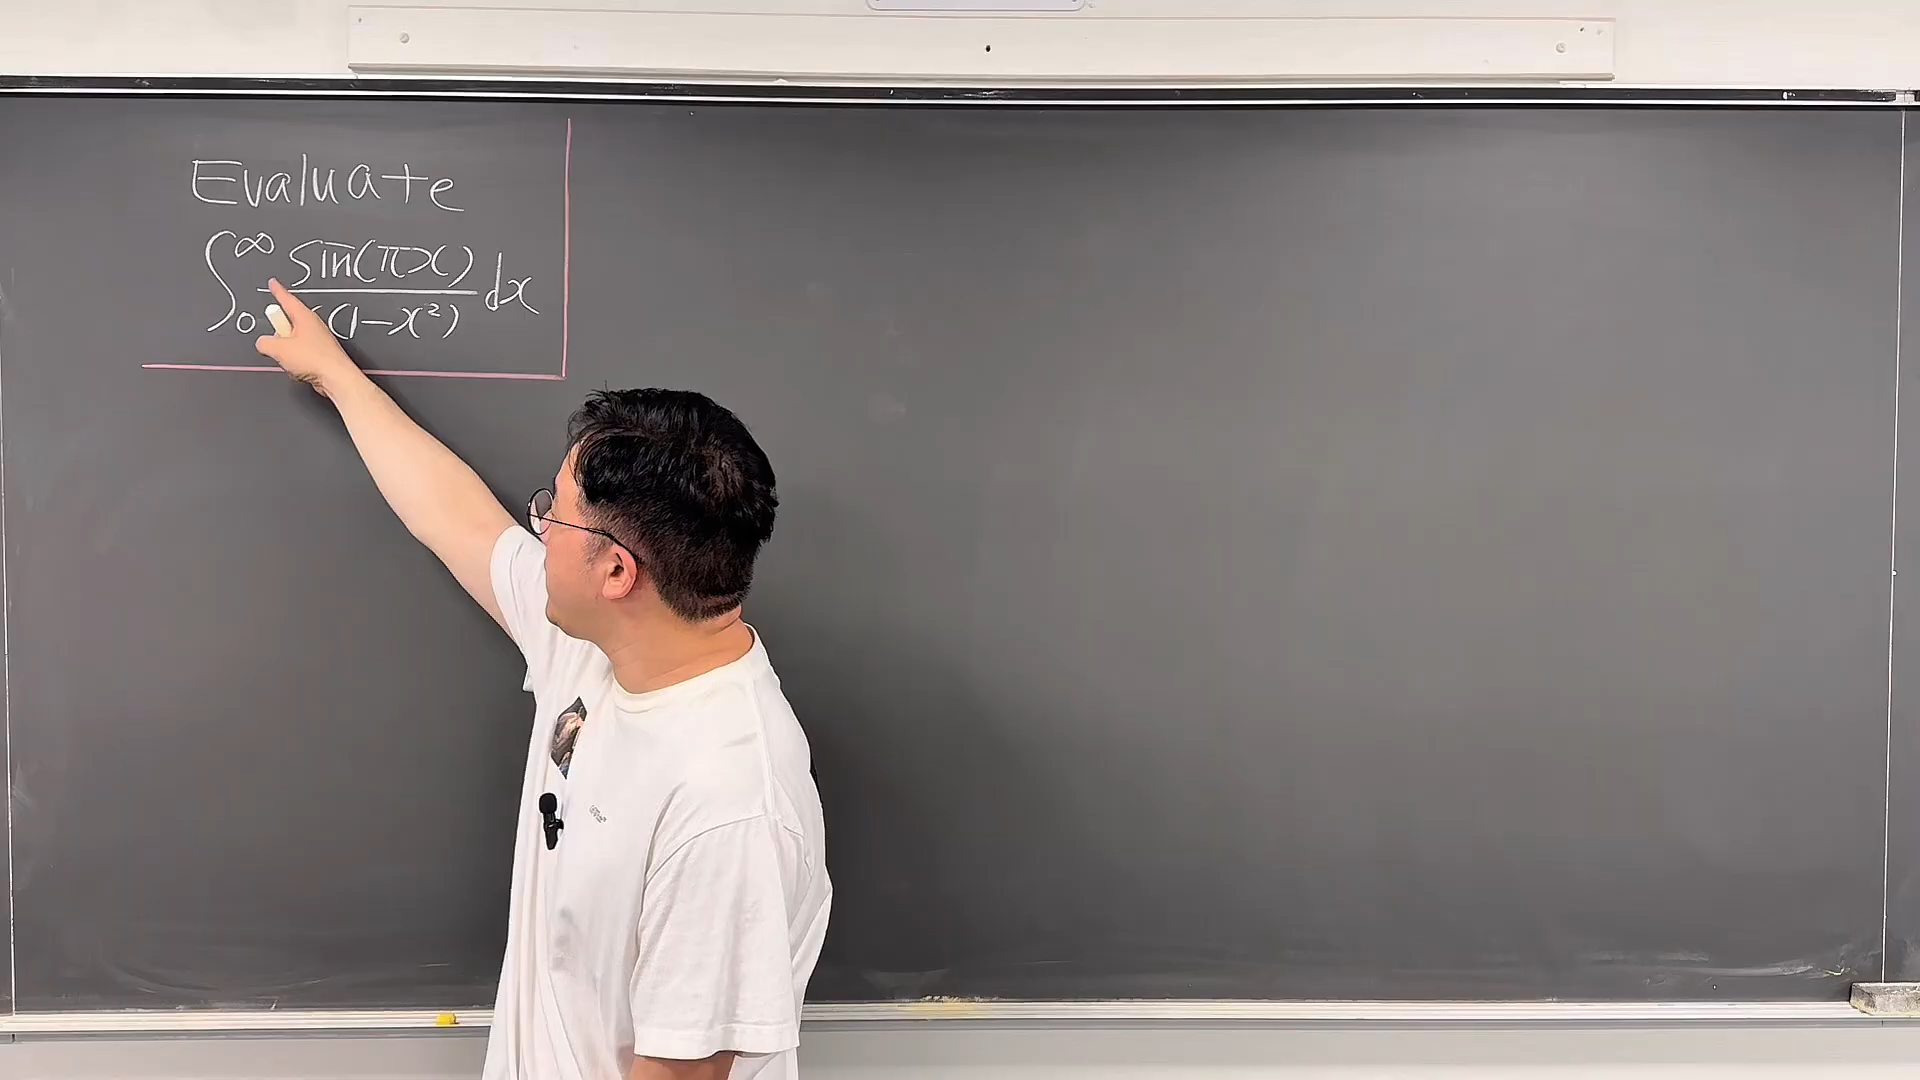 Evaluate
∫₀^∞ sin(πx) / (1-x²) dx